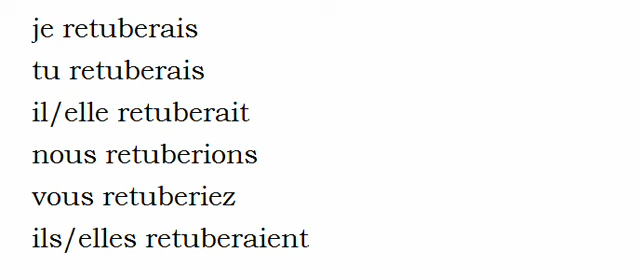 je retuberais
tu retuberais
il/elle retuberait
nous retuberions
vous retuberiez
ils/elles retuberaient